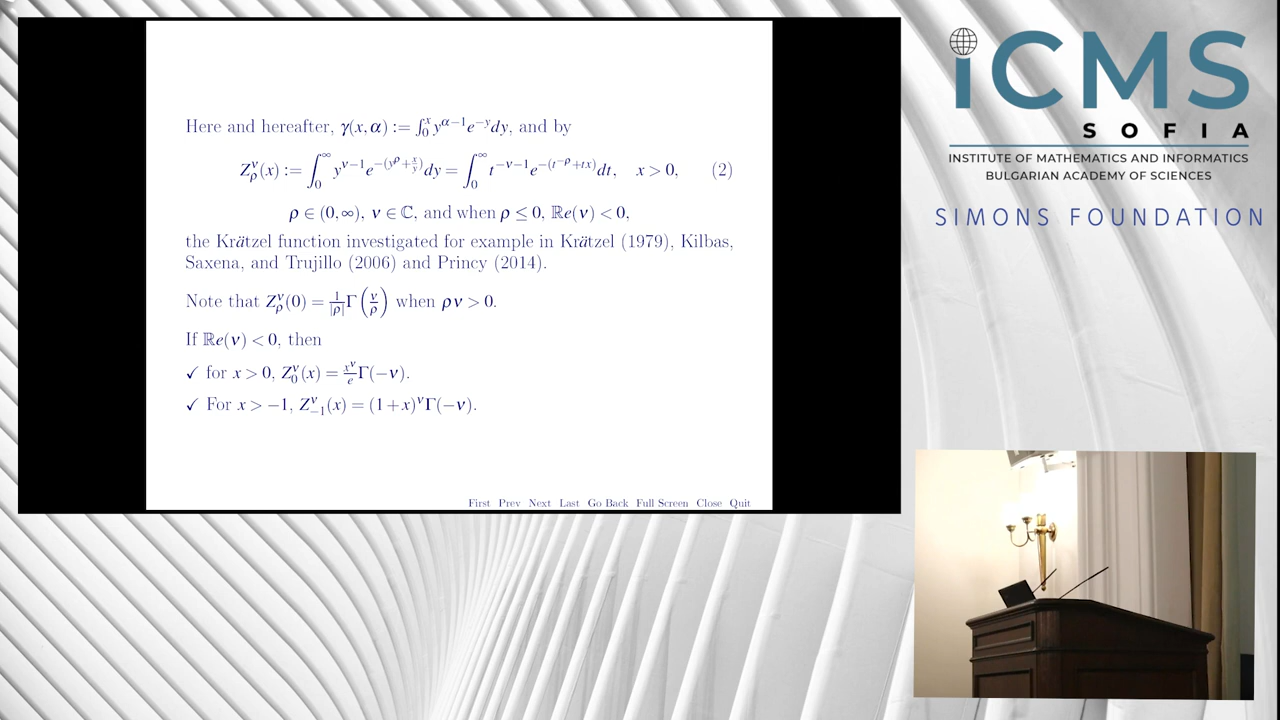 Here and hereafter, γ(x,α) := ∫₀ˣ y^{α−1}e^{−y}dy, and by
Z_ρ^ν(x) := ∫₀^∞ y^{ν−1}e^{−(y^ρ+x/y)}dy = ∫₀^∞ t^{−ν−1}e^{−(t^{−ρ}+tx)}dt, x > 0, (2)
ρ ∈ (0,∞), ν ∈ ℂ, and when ρ ≤ 0, ℝe(ν) < 0,
the Krätzel function investigated for example in Krätzel (1979), Kilbas,
Saxena, and Trujillo (2006) and Princy (2014).
Note that Z_ρ^ν(0) = 1/|ρ| Γ(ν/ρ) when ρν > 0.
If ℝe(ν) < 0, then
✓ for x > 0, Z_0^ν(x) = x^ν/e Γ(−ν).
✓ For x > −1, Z_{−1}^ν(x) = (1+x)^ν Γ(−ν).
First Prev Next Last Go Back Full Screen Close Quit
iCMS
SOFIA
INSTITUTE OF MATHEMATICS AND INFORMATICS
BULGARIAN ACADEMY OF SCIENCES
SIMONS FOUNDATION